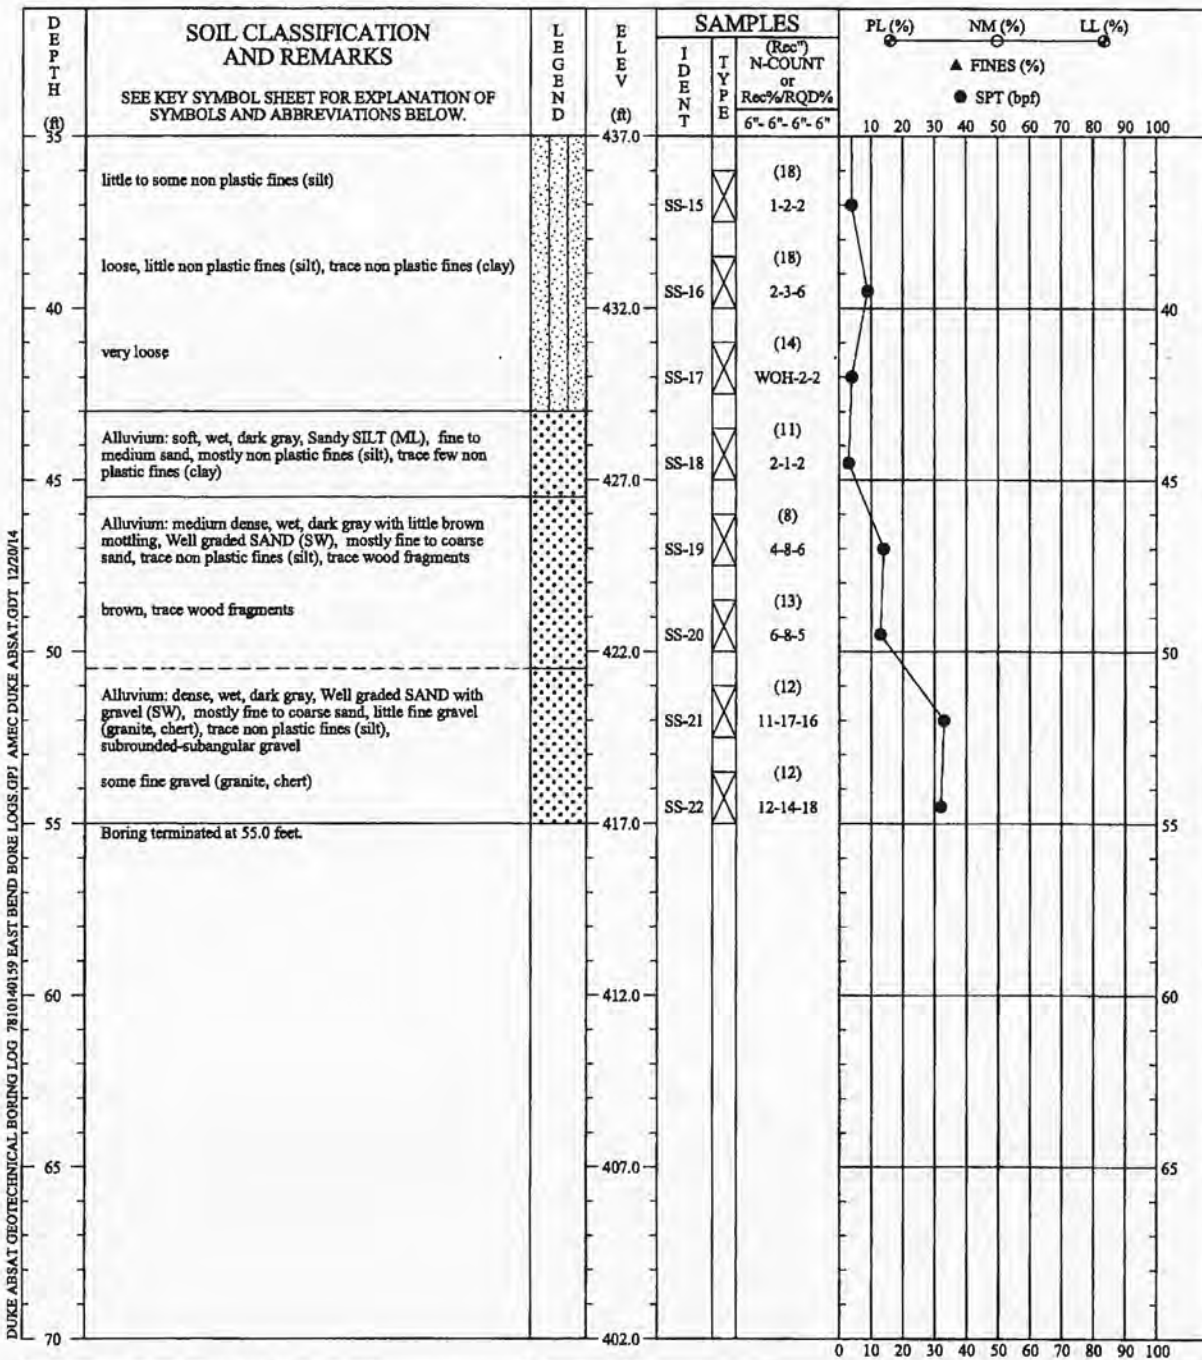 DEPTH
(ft)
SOIL CLASSIFICATION
AND REMARKS
SEE KEY SYMBOL SHEET FOR EXPLANATION OF
SYMBOLS AND ABBREVIATIONS BELOW.
LEGEND
ELEV
(ft)
SAMPLES
IDENT
TYPE
(Rec")
N-COUNT
or
Rec%/RQD%
6"- 6"- 6"- 6"
PL (%) NM (%) LL (%)
▲ FINES (%)
● SPT (bpf)
10 20 30 40 50 60 70 80 90 100
35
437.0
little to some non plastic fines (silt)
(18)
SS-15 1-2-2
loose, little non plastic fines (silt), trace non plastic fines (clay)
(18)
SS-16 2-3-6
40 432.0 40
very loose
(14)
SS-17 WOH-2-2
Alluvium: soft, wet, dark gray, Sandy SILT (ML), fine to
medium sand, mostly non plastic fines (silt), trace few non
plastic fines (clay)
(11)
SS-18 2-1-2
45 427.0 45
Alluvium: medium dense, wet, dark gray with little brown
mottling, Well graded SAND (SW), mostly fine to coarse
sand, trace non plastic fines (silt), trace wood fragments
(8)
SS-19 4-8-6
brown, trace wood fragments
(13)
SS-20 6-8-5
50 422.0 50
Alluvium: dense, wet, dark gray, Well graded SAND with
gravel (SW), mostly fine to coarse sand, little fine gravel
(granite, chert), trace non plastic fines (silt),
subrounded-subangular gravel
(12)
SS-21 11-17-16
some fine gravel (granite, chert)
(12)
SS-22 12-14-18
55 417.0 55
Boring terminated at 55.0 feet.
60 412.0 60
65 407.0 65
70 402.0
0 10 20 30 40 50 60 70 80 90 100
DUKE ABSAT GEOTECHNICAL BORING LOG 7810140159 EAST BEND BORE LOGS.GPJ AMEC DUKE ABSAT.GDT 12/20/14